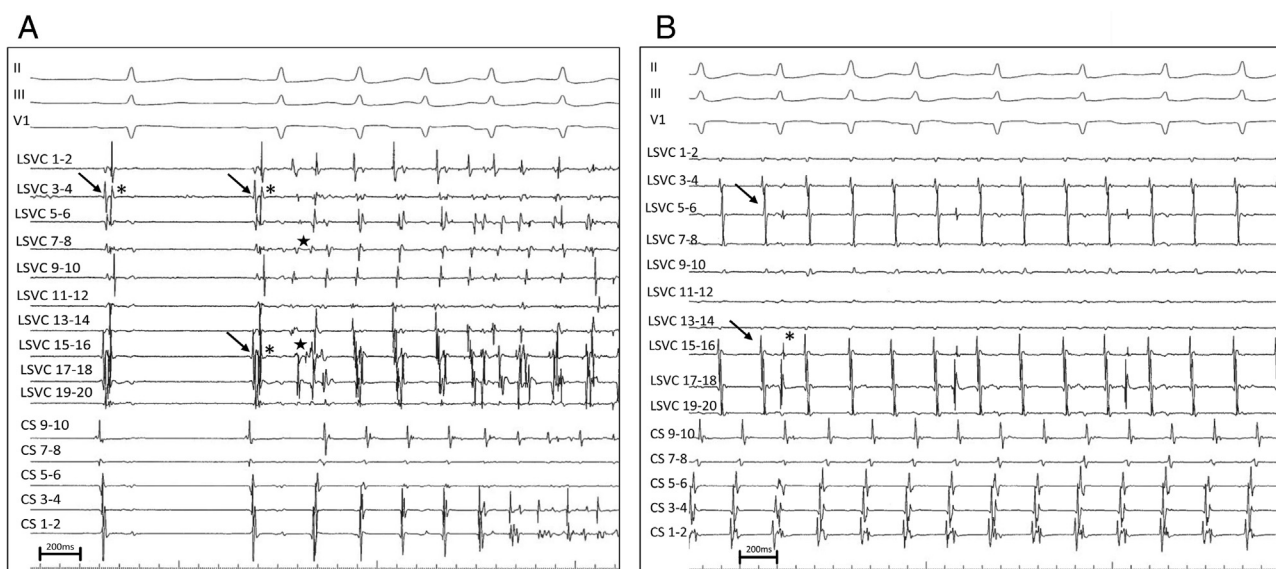 A
II
III
V1
LSVC 1-2
LSVC 3-4
LSVC 5-6
LSVC 7-8
LSVC 9-10
LSVC 11-12
LSVC 13-14
LSVC 15-16
LSVC 17-18
LSVC 19-20
CS 9-10
CS 7-8
CS 5-6
CS 3-4
CS 1-2
200ms
B
II
III
V1
LSVC 1-2
LSVC 3-4
LSVC 5-6
LSVC 7-8
LSVC 9-10
LSVC 11-12
LSVC 13-14
LSVC 15-16
LSVC 17-18
LSVC 19-20
CS 9-10
CS 7-8
CS 5-6
CS 3-4
CS 1-2
200ms